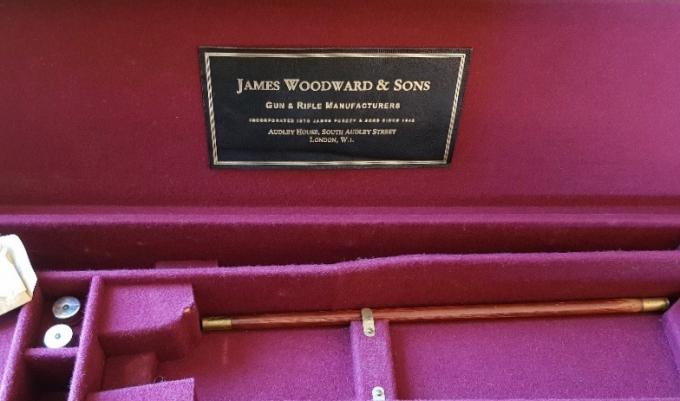 JAMES WOODWARD & SONS
GUN & RIFLE MANUFACTURERS
INCORPORATED INTO JAMES PURDEY & SONS SINCE 1948
AUDLEY HOUSE, SOUTH AUDLEY STREET
LONDON, W.1.